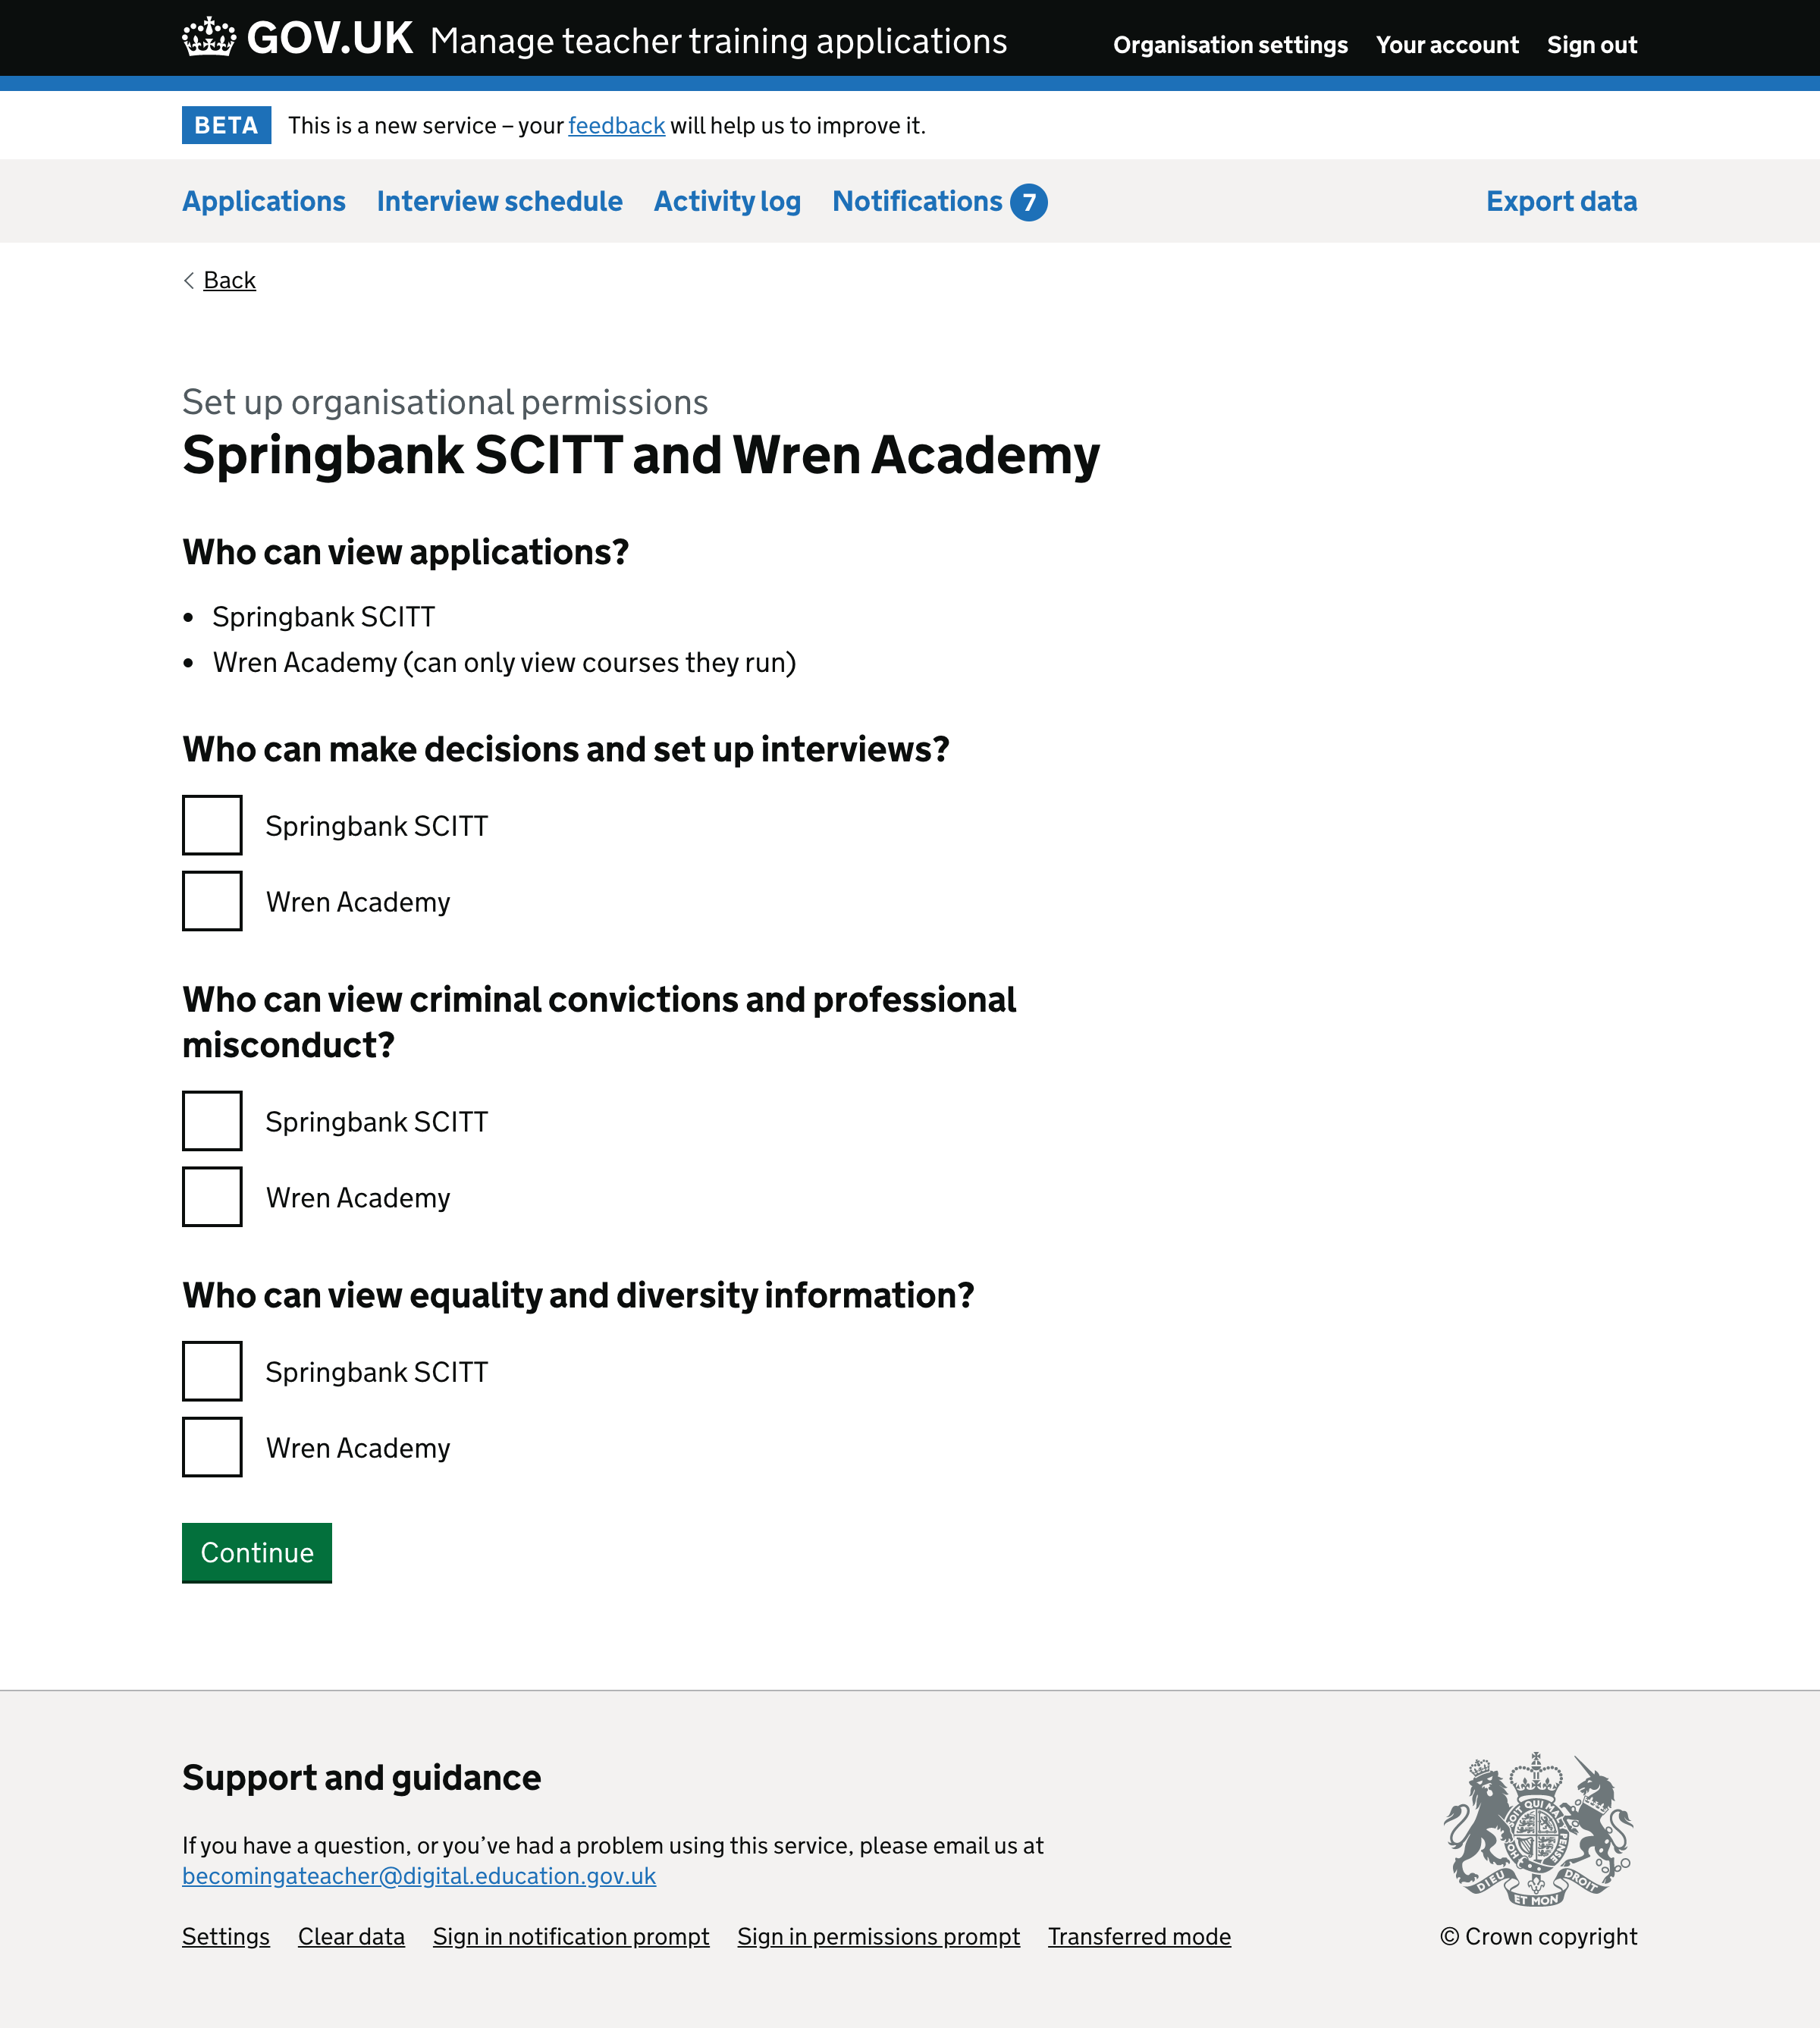 GOV.UK Manage teacher training applications Organisation settings Your account Sign out
BETA This is a new service – your feedback will help us to improve it.
Applications Interview schedule Activity log Notifications 7 Export data
Back
Set up organisational permissions
Springbank SCITT and Wren Academy
Who can view applications?
• Springbank SCITT
• Wren Academy (can only view courses they run)
Who can make decisions and set up interviews?
Springbank SCITT
Wren Academy
Who can view criminal convictions and professional
misconduct?
Springbank SCITT
Wren Academy
Who can view equality and diversity information?
Springbank SCITT
Wren Academy
Continue
Support and guidance
If you have a question, or you’ve had a problem using this service, please email us at
becomingateacher@digital.education.gov.uk
DIEU ET MON DROIT
Settings Clear data Sign in notification prompt Sign in permissions prompt Transferred mode © Crown copyright